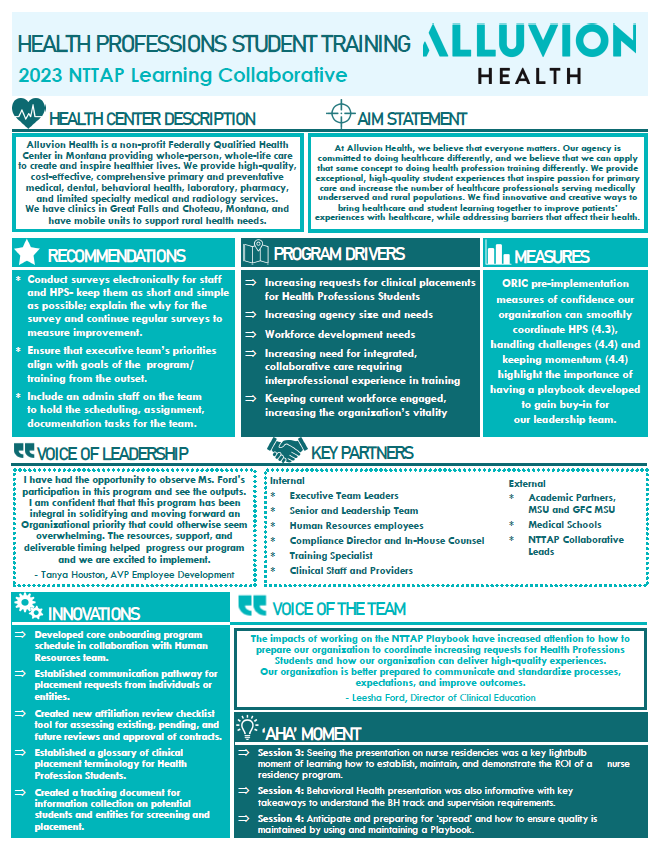 HEALTH PROFESSIONS STUDENT TRAINING
2023 NTTAP Learning Collaborative
ALLUVION
HEALTH
HEALTH CENTER DESCRIPTION
Alluvion Health is a non-profit Federally Qualified Health
Center in Montana providing whole-person, whole-life care
to create and inspire healthier lives. We provide high-quality,
cost-effective, comprehensive primary and preventative
medical, dental, behavioral health, laboratory, pharmacy,
and limited specialty medical and radiology services.
We have clinics in Great Falls and Choteau, Montana, and
have mobile units to support rural health needs.
AIM STATEMENT
At Alluvion Health, we believe that everyone matters. Our agency is
committed to doing healthcare differently, and we believe that we can apply
that same concept to doing health profession training differently. We provide
exceptional, high-quality student experiences that inspire passion for primary
care and increase the number of healthcare professionals serving medically
underserved and rural populations. We find innovative and creative ways to
bring healthcare and student learning together to improve patients'
experiences with healthcare, while addressing barriers that affect their health.
RECOMMENDATIONS
* Conduct surveys electronically for staff
and HPS- keep them as short and simple
as possible; explain the why for the
survey and continue regular surveys to
measure improvement.
* Ensure that executive team's priorities
align with goals of the program/
training from the outset.
* Include an admin staff on the team
to hold the scheduling, assignment,
documentation tasks for the team.
PROGRAM DRIVERS
⇒ Increasing requests for clinical placements
for Health Professions Students
⇒ Increasing agency size and needs
⇒ Workforce development needs
⇒ Increasing need for integrated,
collaborative care requiring
interprofessional experience in training
⇒ Keeping current workforce engaged,
increasing the organization's vitality
MEASURES
ORIC pre-implementation
measures of confidence our
organization can smoothly
coordinate HPS (4.3),
handling challenges (4.4) and
keeping momentum (4.4)
highlight the importance of
having a playbook developed
to gain buy-in for
our leadership team.
VOICE OF LEADERSHIP
I have had the opportunity to observe Ms. Ford's
participation in this program and see the outputs.
I am confident that that this program has been
integral in solidifying and moving forward an
Organizational priority that could otherwise seem
overwhelming. The resources, support, and
deliverable timing helped progress our program
and we are excited to implement.
- Tanya Houston, AVP Employee Development
KEY PARTNERS
Internal
* Executive Team Leaders
* Senior and Leadership Team
* Human Resources employees
* Compliance Director and In-House Counsel
* Training Specialist
* Clinical Staff and Providers
External
* Academic Partners,
MSU and GFC MSU
* Medical Schools
* NTTAP Collaborative
Leads
INNOVATIONS
⇒ Developed core onboarding program
schedule in collaboration with Human
Resources team.
⇒ Established communication pathway for
placement requests from individuals or
entities.
⇒ Created new affiliation review checklist
tool for assessing existing, pending, and
future reviews and approval of contracts.
⇒ Established a glossary of clinical
placement terminology for Health
Profession Students.
⇒ Created a tracking document for
information collection on potential
students and entities for screening and
placement.
VOICE OF THE TEAM
The impacts of working on the NTTAP Playbook have increased attention to how to
prepare our organization to coordinate increasing requests for Health Professions
Students and how our organization can deliver high-quality experiences.
Our organization is better prepared to communicate and standardize processes,
expectations, and improve outcomes.
- Leesha Ford, Director of Clinical Education
'AHA' MOMENT
⇒ Session 3: Seeing the presentation on nurse residencies was a key lightbulb
moment of learning how to establish, maintain, and demonstrate the ROI of a nurse
residency program.
⇒ Session 4: Behavioral Health presentation was also informative with key
takeaways to understand the BH track and supervision requirements.
⇒ Session 4: Anticipate and preparing for 'spread' and how to ensure quality is
maintained by using and maintaining a Playbook.